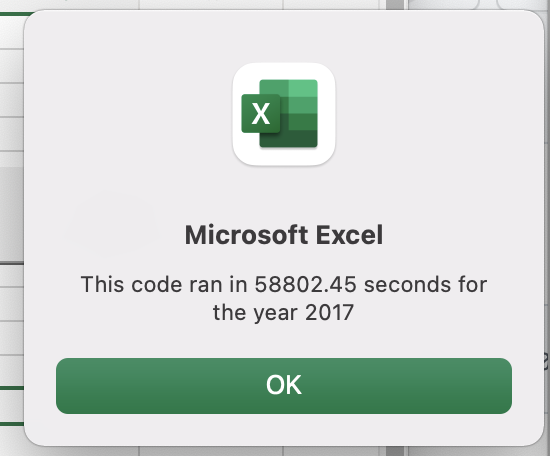 X
Microsoft Excel
This code ran in 58802.45 seconds for
the year 2017
OK